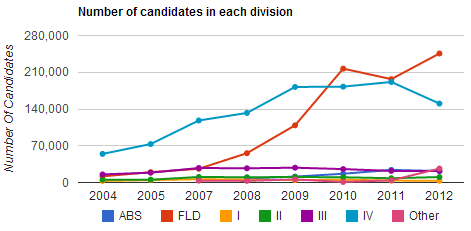 Number of candidates in each division
280,000
210,000
140,000
70,000
0
Number Of Candidates
2004 2005 2007 2008 2009 2010 2011 2012
ABS FLD I II III IV Other